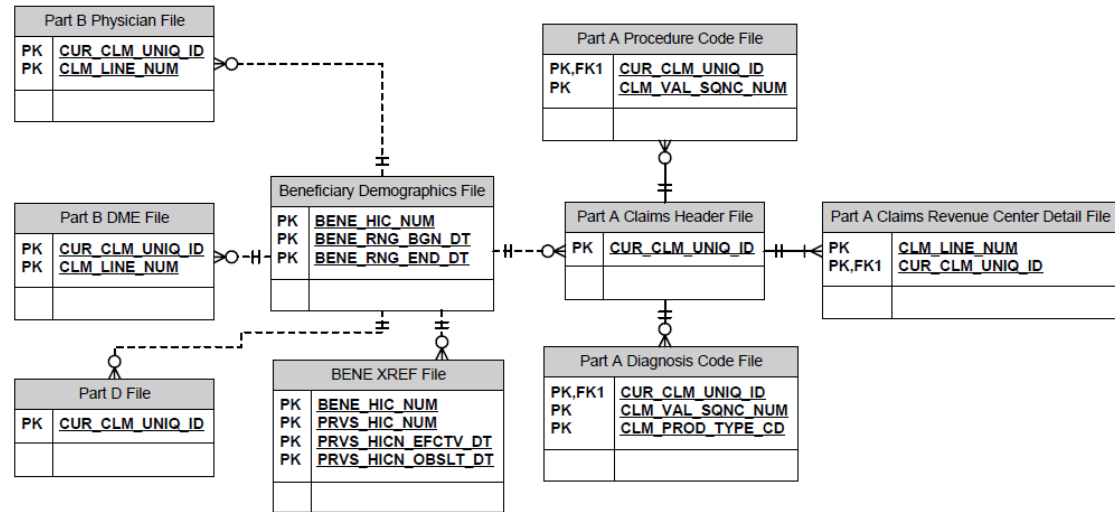 Part B Physician File
PK CUR_CLM_UNIQ_ID
PK CLM_LINE_NUM
Part A Procedure Code File
PK,FK1 CUR_CLM_UNIQ_ID
PK CLM_VAL_SQNC_NUM
Beneficiary Demographics File
PK BENE_HIC_NUM
PK BENE_RNG_BGN_DT
PK BENE_RNG_END_DT
Part B DME File
PK CUR_CLM_UNIQ_ID
PK CLM_LINE_NUM
Part A Claims Header File
PK CUR_CLM_UNIQ_ID
Part A Claims Revenue Center Detail File
PK CLM_LINE_NUM
PK,FK1 CUR_CLM_UNIQ_ID
Part D File
PK CUR_CLM_UNIQ_ID
BENE XREF File
PK BENE_HIC_NUM
PK PRVS_HIC_NUM
PK PRVS_HICN_EFCTV_DT
PK PRVS_HICN_OBSLT_DT
Part A Diagnosis Code File
PK,FK1 CUR_CLM_UNIQ_ID
PK CLM_VAL_SQNC_NUM
PK CLM_PROD_TYPE_CD